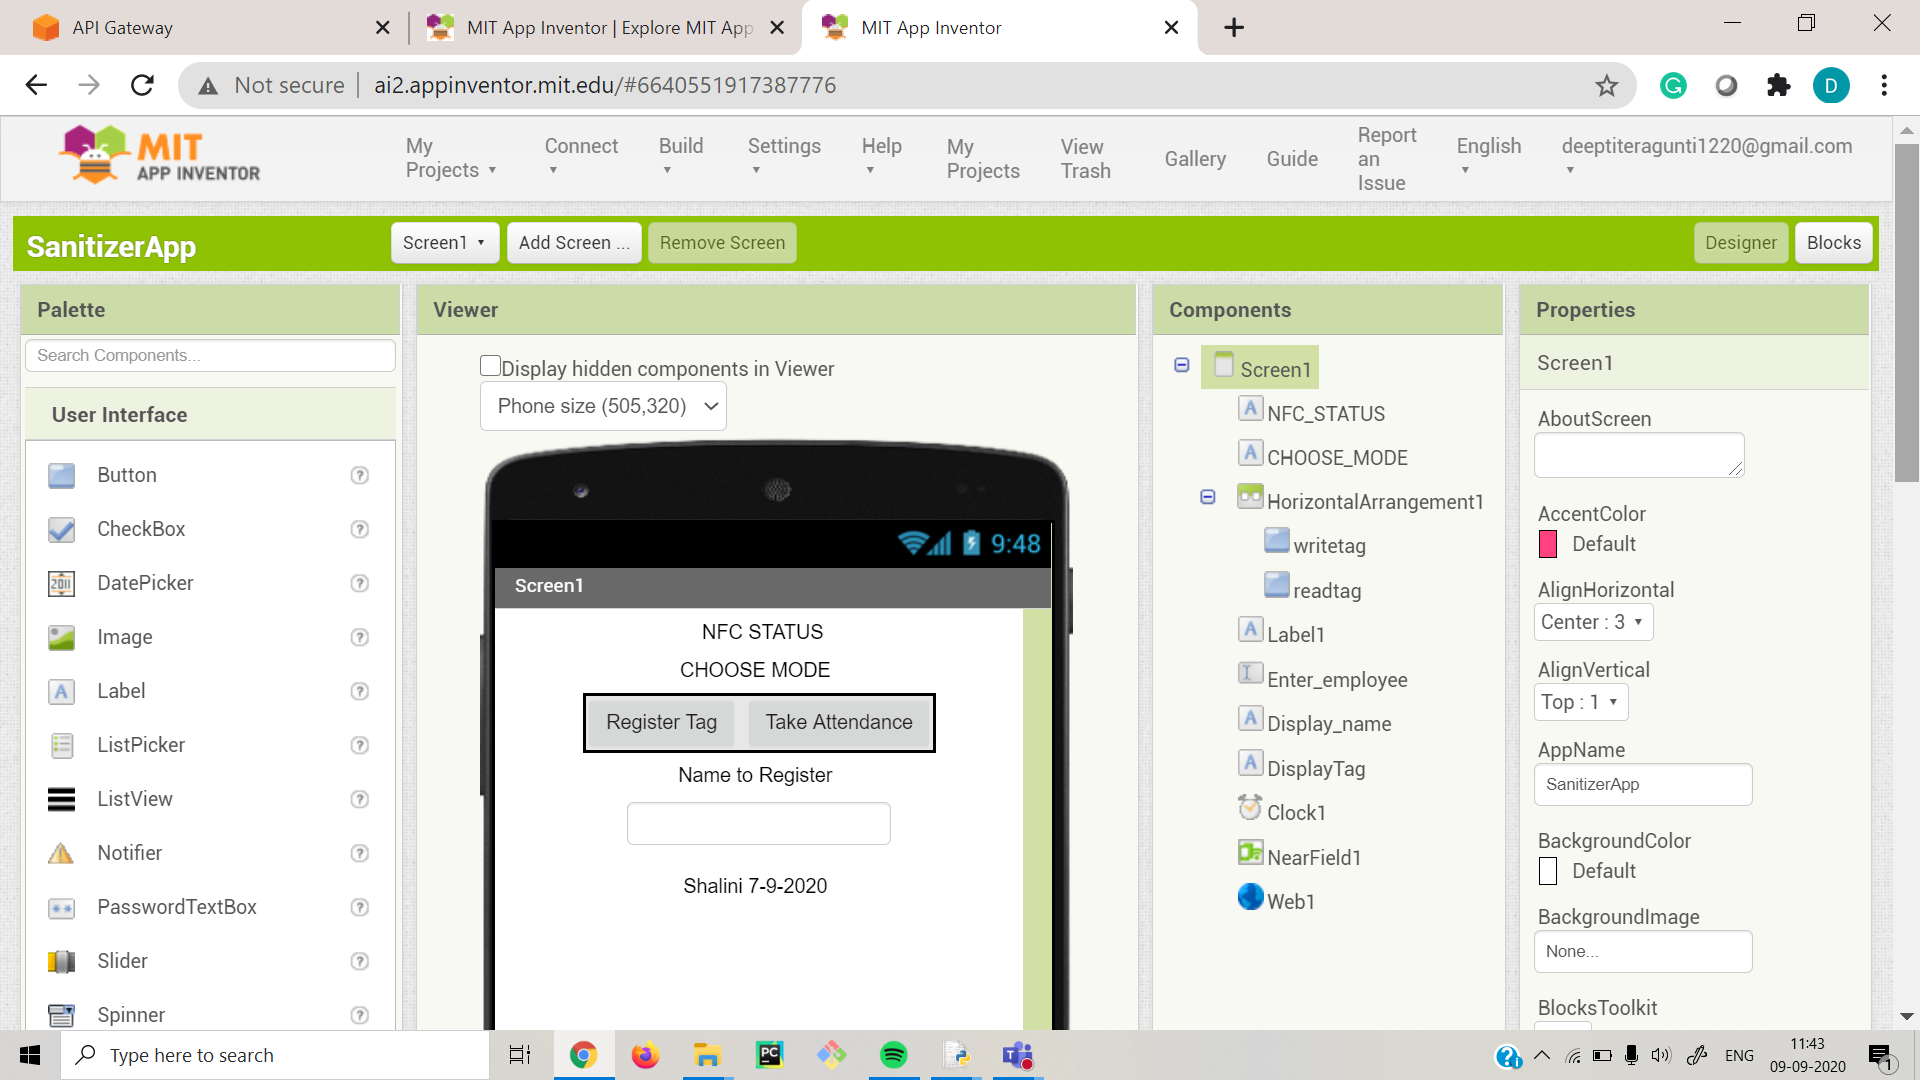 API Gateway
MIT App Inventor | Explore MIT App
MIT App Inventor
Not secure
ai2.appinventor.mit.edu/#6640551917387776
D
MIT
APP INVENTOR
My Projects
Connect
Build
Settings
Help
My Projects
View Trash
Gallery
Guide
Report an Issue
English
deeptiteragunti1220@gmail.com
SanitizerApp
Screen1
Add Screen ...
Remove Screen
Designer
Blocks
Palette
Search Components...
User Interface
Button
?
CheckBox
?
2011
DatePicker
?
Image
?
A
Label
?
ListPicker
?
ListView
?
Notifier
?
PasswordTextBox
?
Slider
?
Spinner
?
Viewer
Display hidden components in Viewer
Phone size (505,320)
9:48
Screen1
NFC STATUS
CHOOSE MODE
Register Tag
Take Attendance
Name to Register
Shalini 7-9-2020
Components
Screen1
A NFC_STATUS
A CHOOSE_MODE
HorizontalArrangement1
writetag
readtag
A Label1
Enter_employee
A Display_name
A DisplayTag
Clock1
NearField1
Web1
Properties
Screen1
AboutScreen
AccentColor
Default
AlignHorizontal
Center : 3
AlignVertical
Top : 1
AppName
SanitizerApp
BackgroundColor
Default
BackgroundImage
None...
BlocksToolkit
Type here to search
PC
ENG
11:43
09-09-2020
1